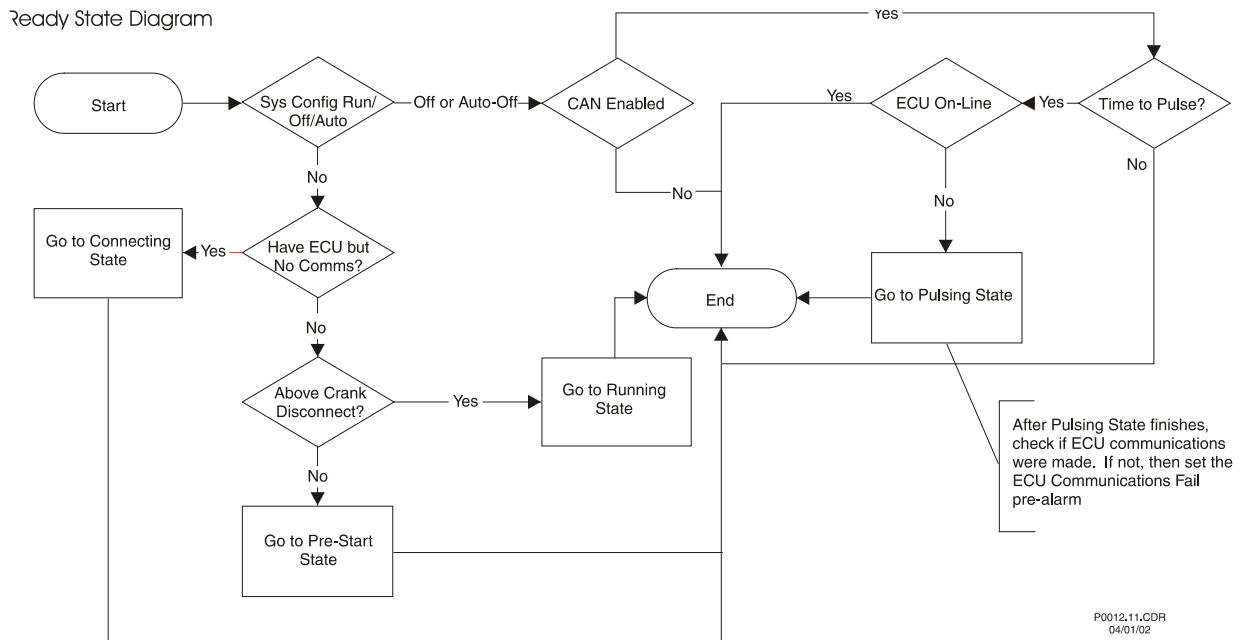 Ready State Diagram
Yes
Start
Sys Config Run/
Off/Auto
Off or Auto-Off
CAN Enabled
Yes
ECU On-Line
Yes
Time to Pulse?
No
No
No
No
Go to Connecting
State
Yes
Have ECU but
No Comms?
End
Go to Pulsing State
No
Above Crank
Disconnect?
Yes
Go to Running
State
After Pulsing State finishes,
check if ECU communications
were made. If not, then set the
ECU Communications Fail
pre-alarm
No
Go to Pre-Start
State
P0012.11.CDR
04/01/02